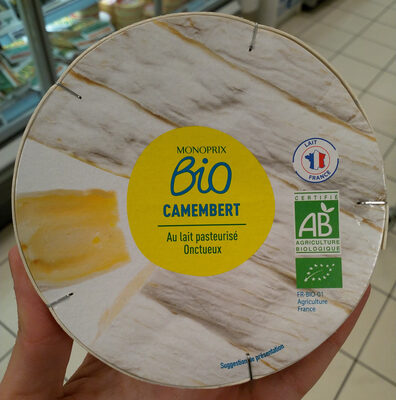 MONOPRIX
Bio
CAMEMBERT
Au lait pasteurisé
Onctueux
LAIT
FRANCE
CERTIFIÉ
AB
AGRICULTURE
BIOLOGIQUE
FR-BIO-01
Agriculture
France
Suggestion de présentation